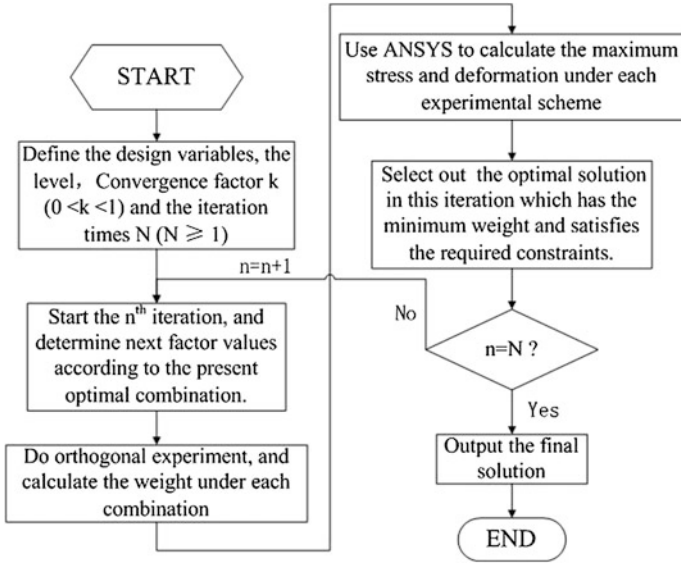 START
Define the design variables, the
level，Convergence factor k
(0 <k <1) and the iteration
times N (N ≥ 1)
n=n+1
Start the nth iteration, and
determine next factor values
according to the present
optimal combination.
Do orthogonal experiment, and
calculate the weight under each
combination
Use ANSYS to calculate the maximum
stress and deformation under each
experimental scheme
Select out the optimal solution
in this iteration which has the
minimum weight and satisfies
the required constraints.
No
n=N ?
Yes
Output the final
solution
END